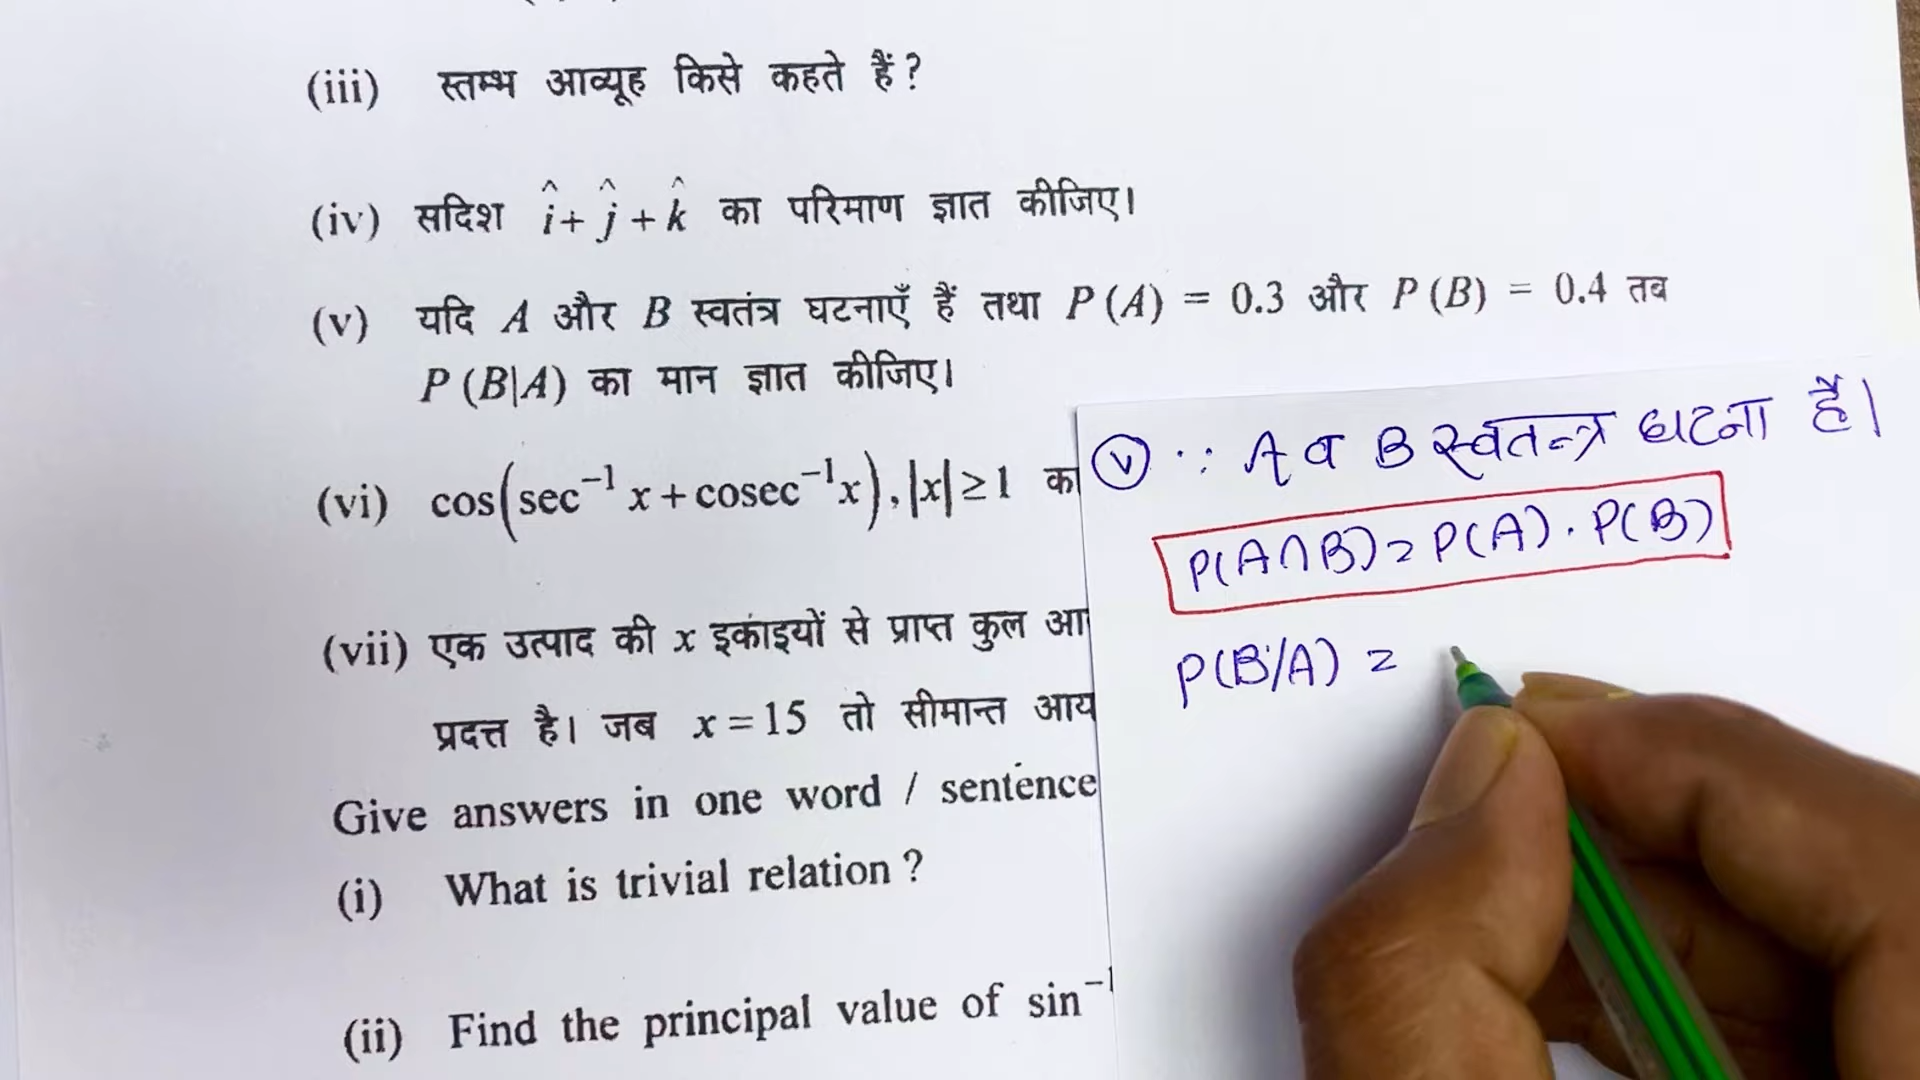 (iii) स्तम्भ आव्यूह किसे कहते हैं?
(iv) सदिश î + ĵ + k̂ का परिमाण ज्ञात कीजिए।
(v) यदि A और B स्वतंत्र घटनाएँ हैं तथा P (A) = 0.3 और P (B) = 0.4 तब
P (B|A) का मान ज्ञात कीजिए।
(vi) cos(sec⁻¹ x + cosec⁻¹x), |x| ≥ 1 का
(vii) एक उत्पाद की x इकाइयों से प्राप्त कुल आ
प्रदत्त है। जब x = 15 तो सीमान्त आय
Give answers in one word / sentence
(i) What is trivial relation ?
(ii) Find the principal value of sin⁻¹
(v) ∵ A व B स्वतन्त्र घटना हैं।
P(A∩B) = P(A) . P(B)
P(B/A) =